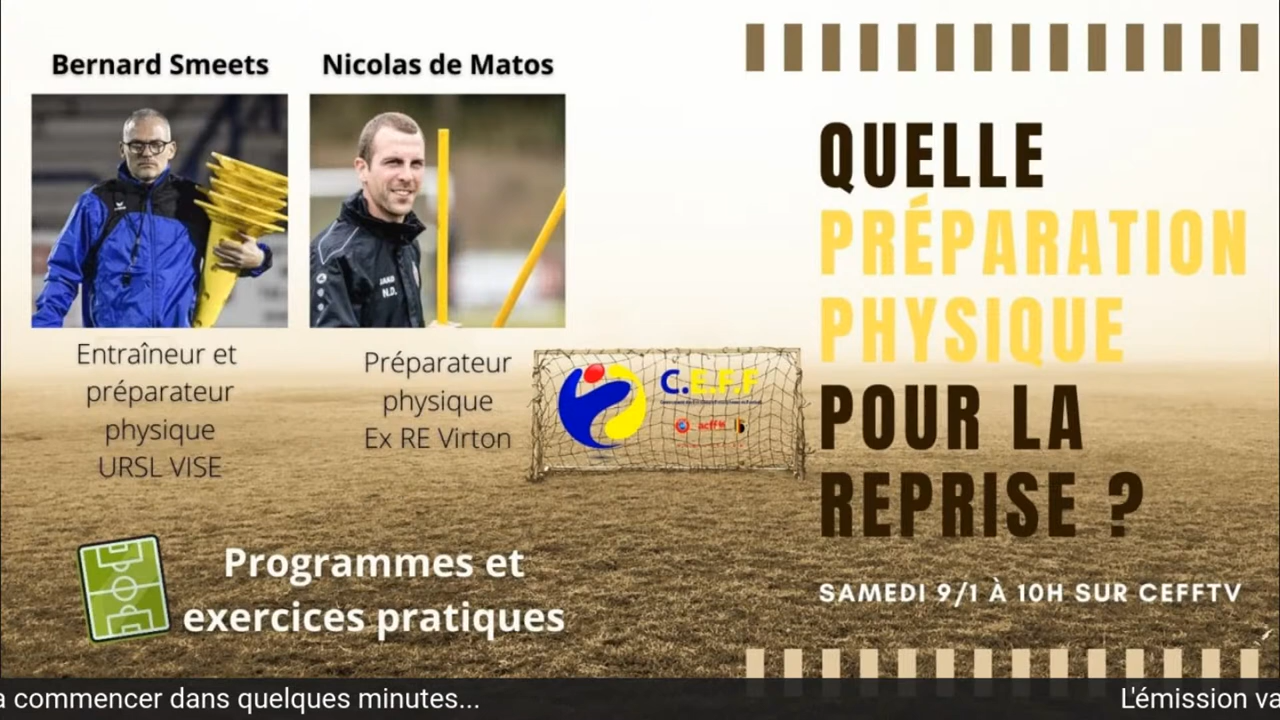 Bernard Smeets
Nicolas de Matos
JAKO
N.D.
Entraîneur et
préparateur
physique
URSL VISE
Préparateur
physique
Ex RE Virton
C.E.F.F
acff
Programmes et
exercices pratiques
QUELLE
PRÉPARATION
PHYSIQUE
POUR LA
REPRISE ?
SAMEDI 9/1 À 10H SUR CEFFTV
a commencer dans quelques minutes...
L'émission va